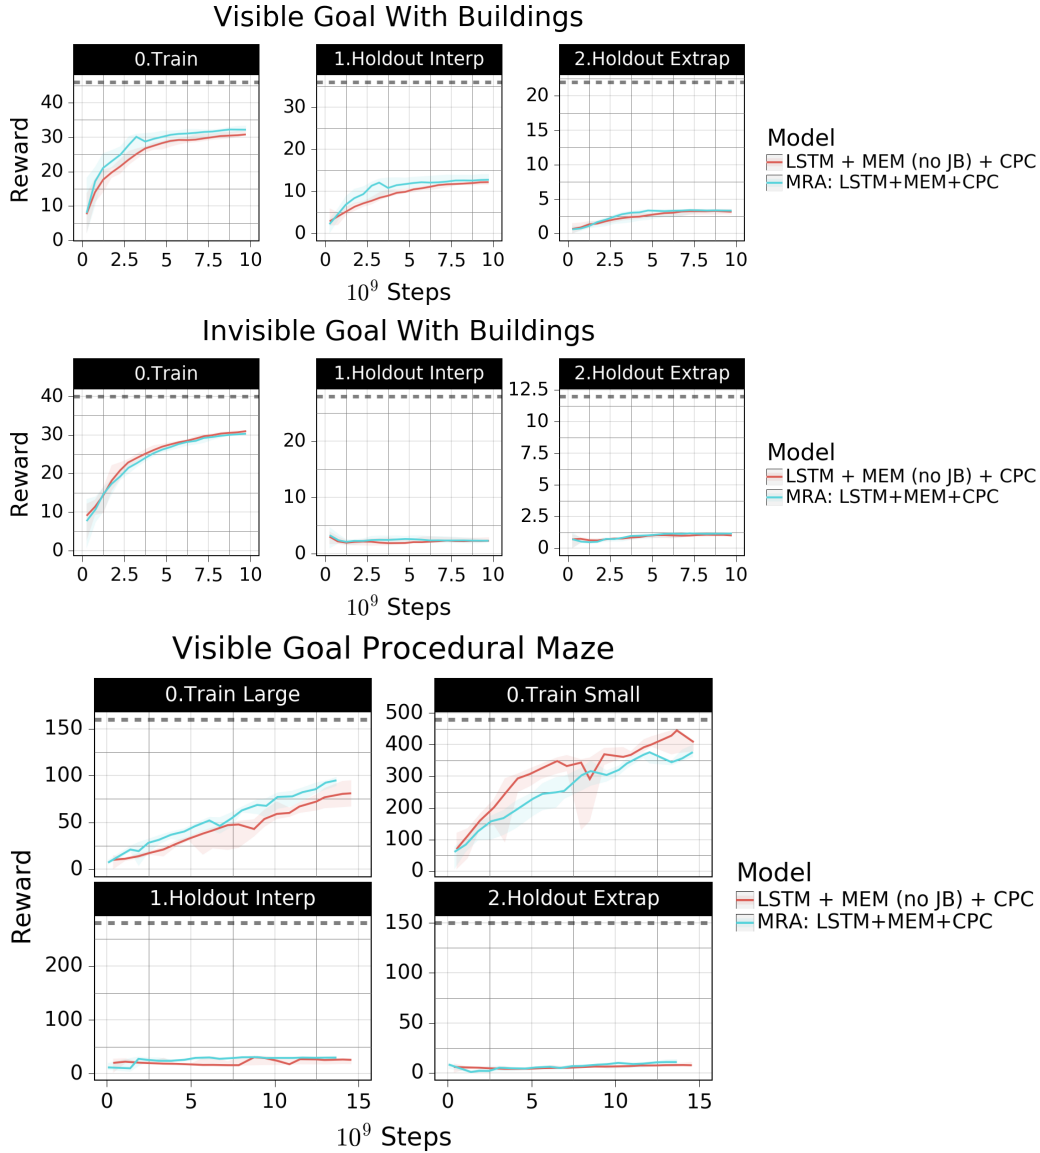 Visible Goal With Buildings
0.Train 1.Holdout Interp 2.Holdout Extrap
Reward
40
30
20
10
0
30
20
10
0
20
15
10
5
0
0 2.5 5 7.5 10 0 2.5 5 7.5 10 0 2.5 5 7.5 10
10^9 Steps
Model
LSTM + MEM (no JB) + CPC
MRA: LSTM+MEM+CPC
Invisible Goal With Buildings
0.Train 1.Holdout Interp 2.Holdout Extrap
Reward
40
30
20
10
0
20
10
0
12.5
10
7.5
5
2.5
0
0 2.5 5 7.5 10 0 2.5 5 7.5 10 0 2.5 5 7.5 10
10^9 Steps
Model
LSTM + MEM (no JB) + CPC
MRA: LSTM+MEM+CPC
Visible Goal Procedural Maze
0.Train Large 0.Train Small
Reward
150
100
50
0
500
400
300
200
100
0
1.Holdout Interp 2.Holdout Extrap
200
100
0
150
100
50
0
0 5 10 15 0 5 10 15
10^9 Steps
Model
LSTM + MEM (no JB) + CPC
MRA: LSTM+MEM+CPC